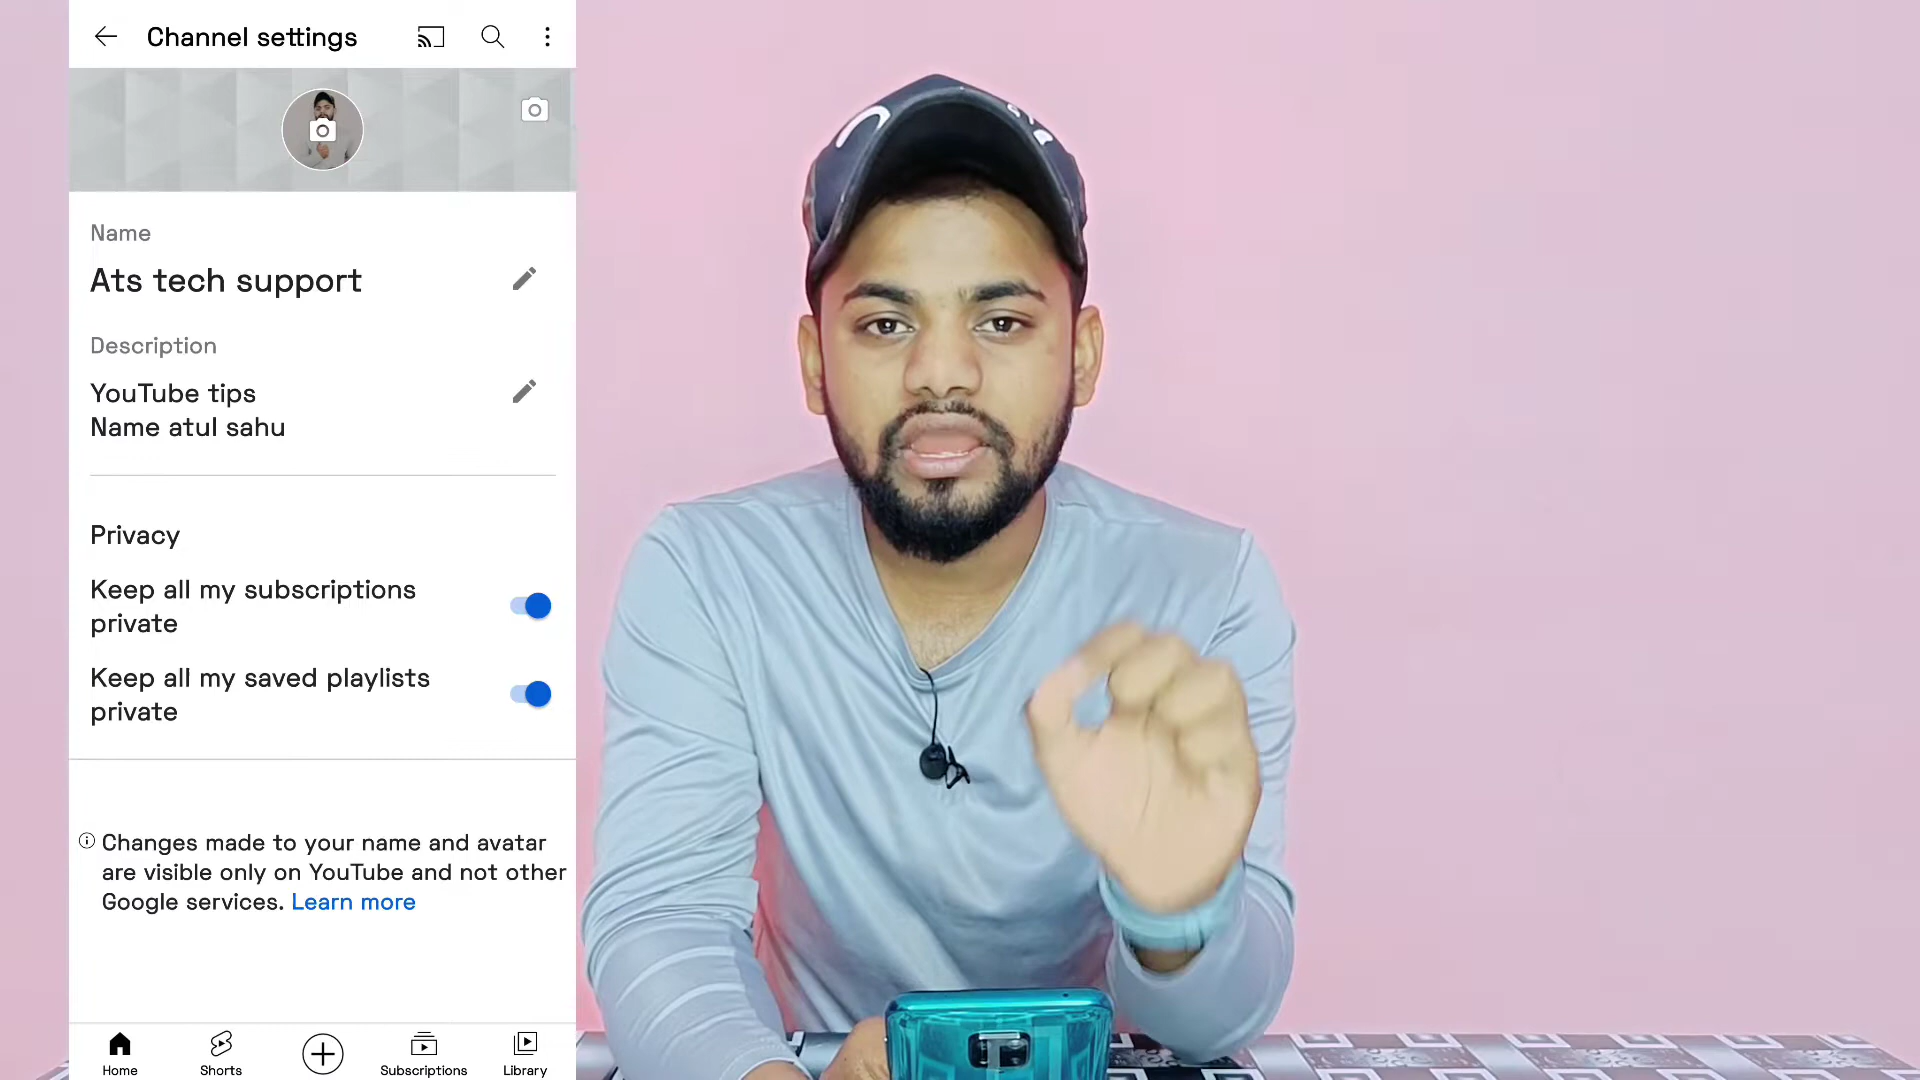 Channel settings
Name
Ats tech support
Description
YouTube tips
Name atul sahu
Privacy
Keep all my subscriptions
private
Keep all my saved playlists
private
Changes made to your name and avatar
are visible only on YouTube and not other
Google services. Learn more
Home
Shorts
Subscriptions
Library